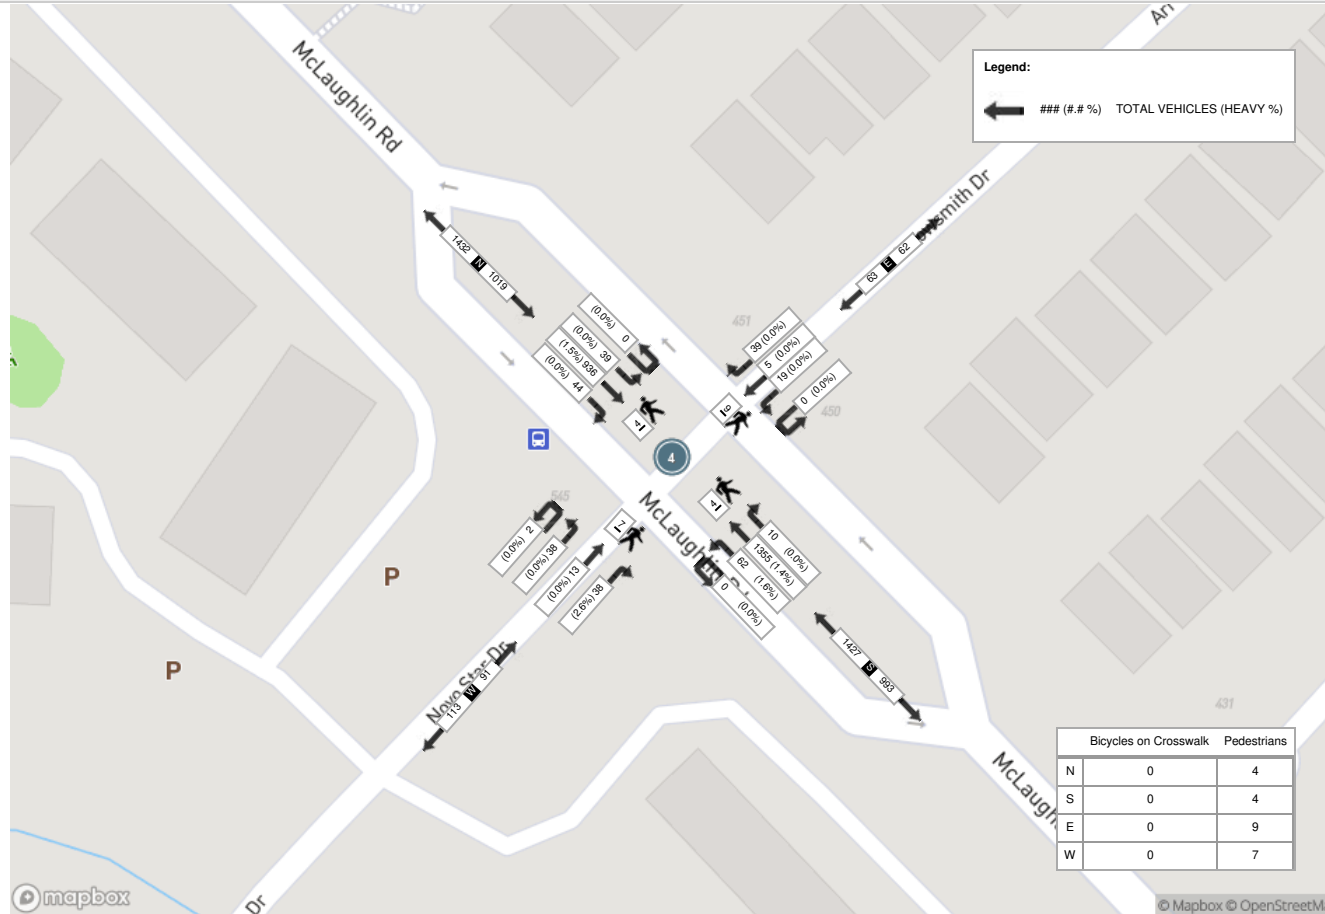 McLaughlin Rd
Legend:
### (#.# %) TOTAL VEHICLES (HEAVY %)
1432 N 1019
63 E 62
(0.0%) 0
(0.0%) 39
(1.5%) 936
(0.0%) 44
451
39 (0.0%)
5 (0.0%)
19 (0.0%)
0 (0.0%)
450
4
9
4
4
7
545
(0.0%) 2
(0.0%) 38
(0.0%) 13
(2.6%) 38
10 (0.0%)
1355 (1.4%)
62 (1.6%)
0 (0.0%)
P
P
113 W 91
1427 S 993
431
Bicycles on Crosswalk Pedestrians
N 0 4
S 0 4
E 0 9
W 0 7
Dr
mapbox
© Mapbox © OpenStreetM